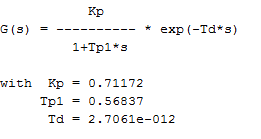 Kp
G(s) = ---------- * exp(-Td*s)
1+Tp1*s
with Kp = 0.71172
Tp1 = 0.56837
Td = 2.7061e-012